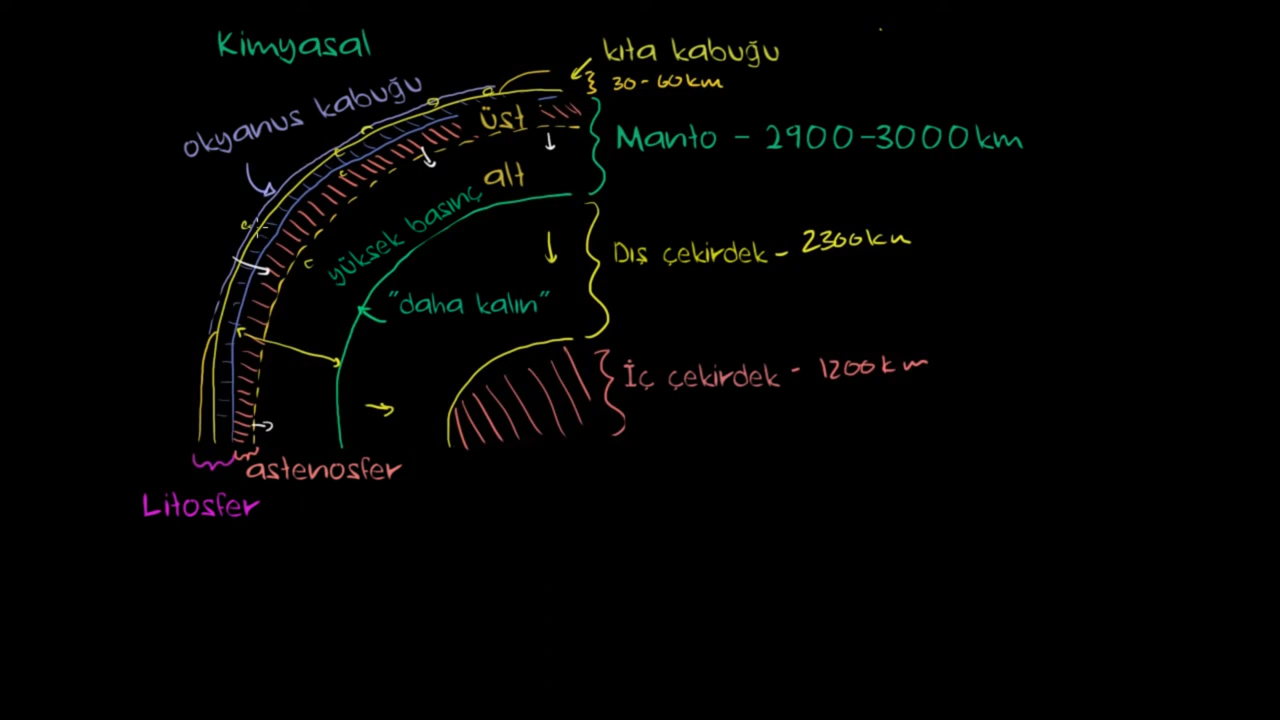 Kimyasal
kıta kabuğu
30-60km
okyanus kabuğu
üst
Manto - 2900-3000km
alt
yüksek basınç
Dış çekirdek - 2300km
"daha kalın"
İç çekirdek - 1200km
astenosfer
Litosfer